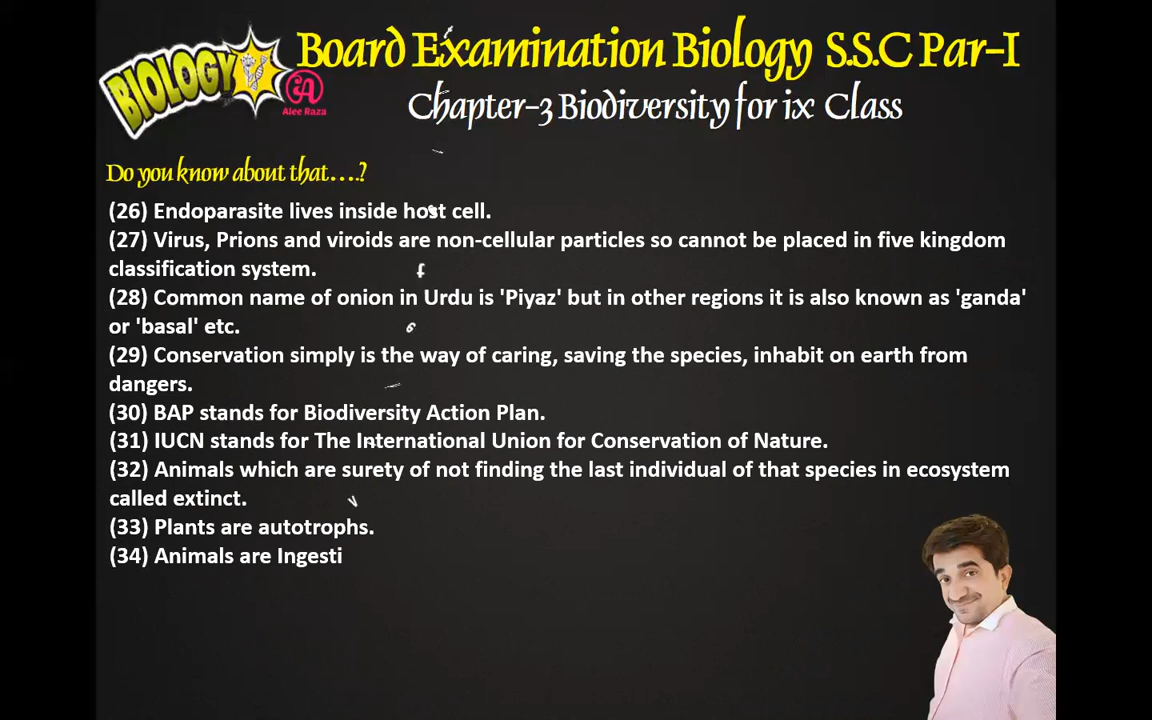 BIOLOGY
Alee Raza
Board Examination Biology S.S.C Par-I
Chapter-3 Biodiversity for ix Class
Do you know about that....?
(26) Endoparasite lives inside host cell.
(27) Virus, Prions and viroids are non-cellular particles so cannot be placed in five kingdom
classification system.
(28) Common name of onion in Urdu is 'Piyaz' but in other regions it is also known as 'ganda'
or 'basal' etc.
(29) Conservation simply is the way of caring, saving the species, inhabit on earth from
dangers.
(30) BAP stands for Biodiversity Action Plan.
(31) IUCN stands for The International Union for Conservation of Nature.
(32) Animals which are surety of not finding the last individual of that species in ecosystem
called extinct.
(33) Plants are autotrophs.
(34) Animals are Ingesti